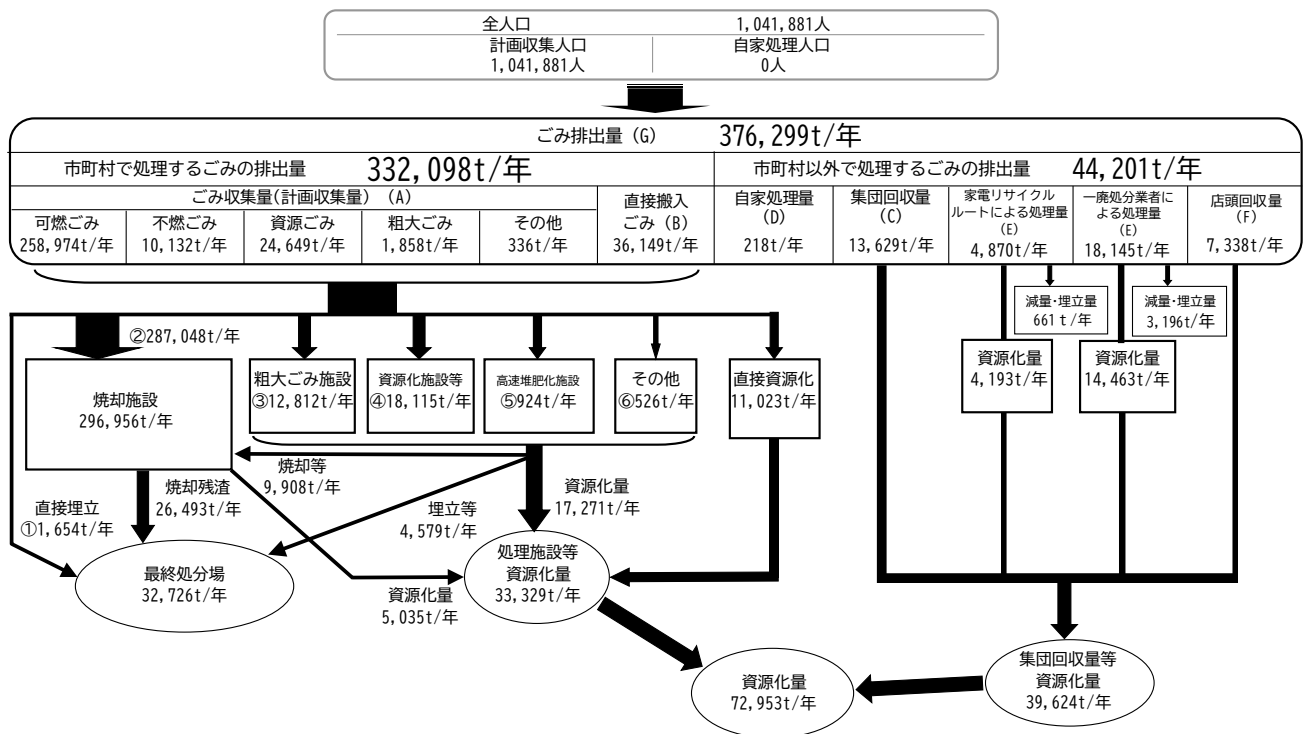 全人口 1,041,881人
計画収集人口 自家処理人口
1,041,881人 0人
ごみ排出量（G） 376,299t/年
市町村で処理するごみの排出量 332,098t/年
市町村以外で処理するごみの排出量 44,201t/年
ごみ収集量(計画収集量) (A)
可燃ごみ
258,974t/年
不燃ごみ
10,132t/年
資源ごみ
24,649t/年
粗大ごみ
1,858t/年
その他
336t/年
直接搬入
ごみ（B）
36,149t/年
自家処理量
(D)
218t/年
集団回収量
(C)
13,629t/年
家電リサイクル
ルートによる処理量
(E)
4,870t/年
一廃処分業者に
よる処理量
(E)
18,145t/年
店頭回収量
(F)
7,338t/年
減量・埋立量
661ｔ/年
減量・埋立量
3,196t/年
②287,048t/年
焼却施設
296,956t/年
粗大ごみ施設
③12,812t/年
資源化施設等
④18,115t/年
高速堆肥化施設
⑤924t/年
その他
⑥526t/年
直接資源化
11,023t/年
資源化量
4,193t/年
資源化量
14,463t/年
焼却等
9,908t/年
直接埋立
①1,654t/年
焼却残渣
26,493t/年
埋立等
4,579t/年
資源化量
17,271t/年
最終処分場
32,726t/年
資源化量
5,035t/年
処理施設等
資源化量
33,329t/年
資源化量
72,953t/年
集団回収量等
資源化量
39,624t/年